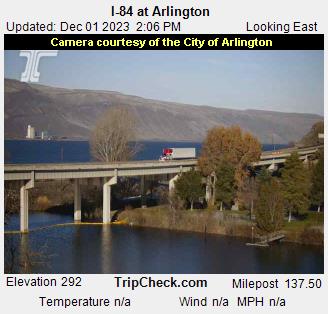 I-84 at Arlington
Updated: Dec 01 2023 2:06 PM Looking East
Camera courtesy of the City of Arlington
Elevation 292 TripCheck.com Milepost 137.50
Temperature n/a Wind n/a MPH n/a